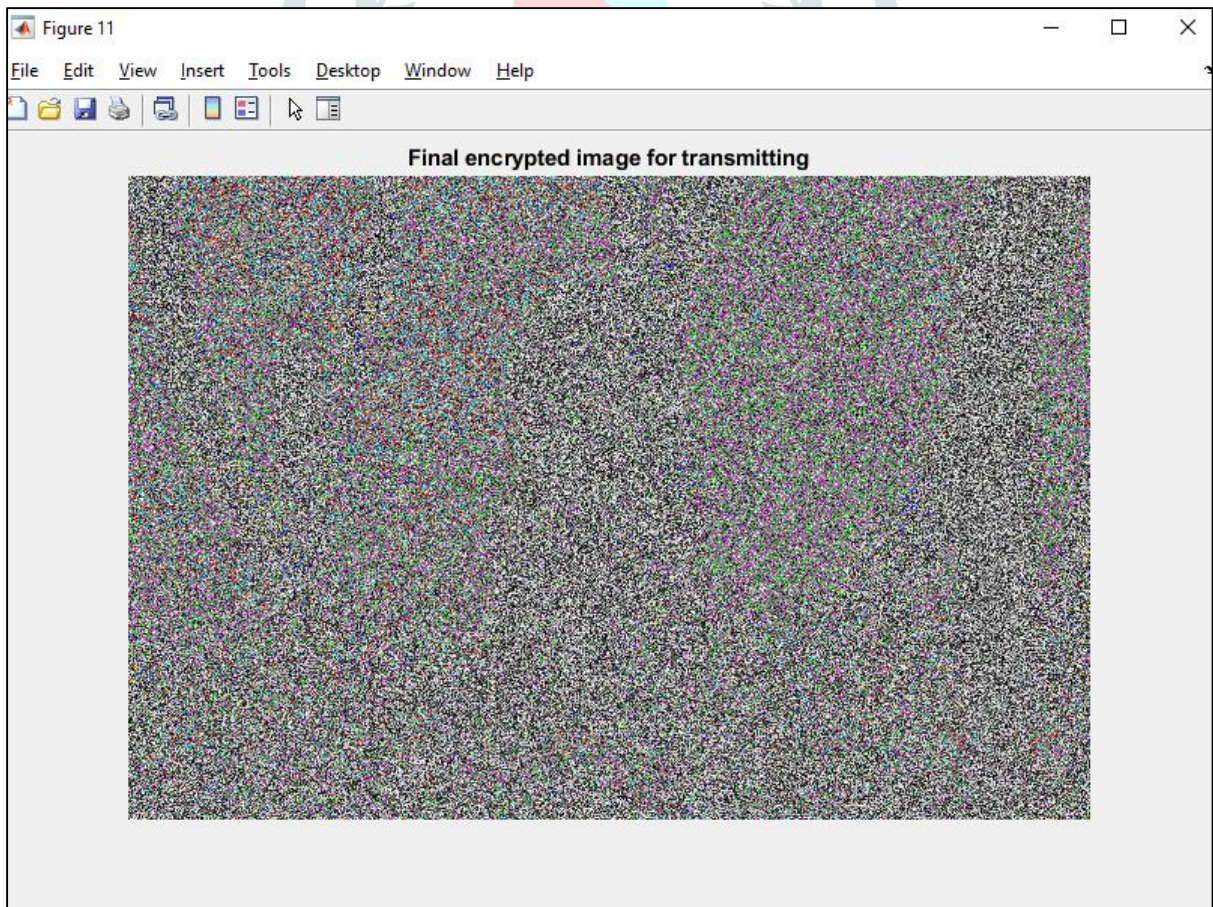 Figure 11
File Edit View Insert Tools Desktop Window Help
Final encrypted image for transmitting